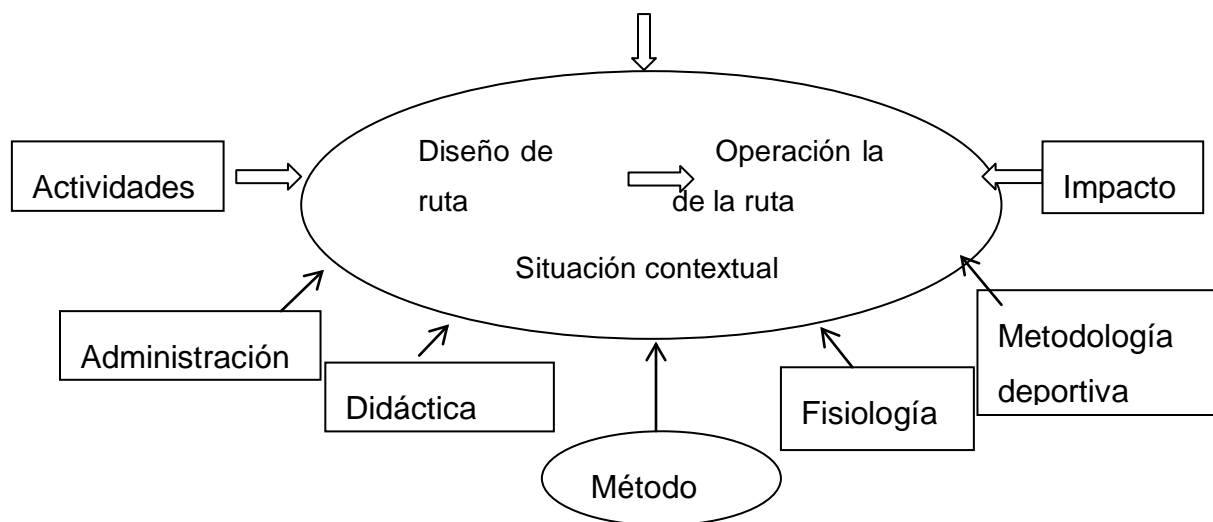 Diseño de
Operación la
Actividades
Impacto
ruta
de la ruta
Situación contextual
Administración
Metodología
deportiva
Didáctica
Fisiología
Método